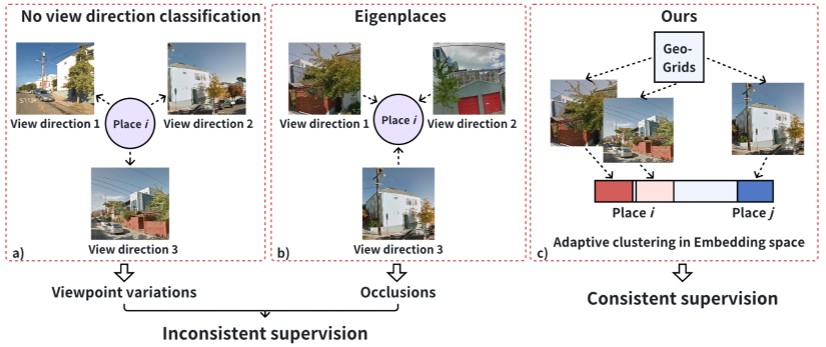 No view direction classification
View direction 1
View direction 2
Place i
View direction 3
a)
Viewpoint variations
Eigenplaces
View direction 1
View direction 2
Place i
View direction 3
b)
Occlusions
Inconsistent supervision
Ours
Geo-
Grids
Place i
Place j
Adaptive clustering in Embedding space
c)
Consistent supervision